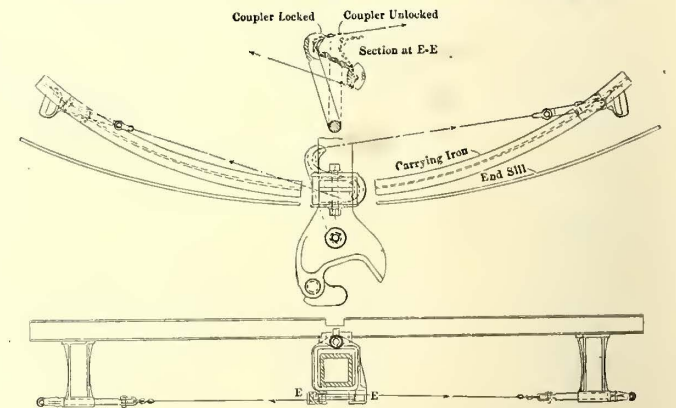 Coupler Locked
Coupler Unlocked
Section at E-E
Carrying Iron
End Sill
E
E